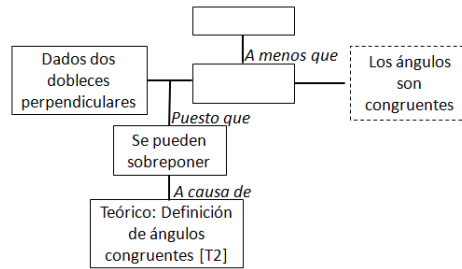 A menos que
Dados dos
dobleces
perpendiculares
Los ángulos
son
congruentes
Puesto que
Se pueden
sobreponer
A causa de
Teórico: Definición
de ángulos
congruentes [T2]